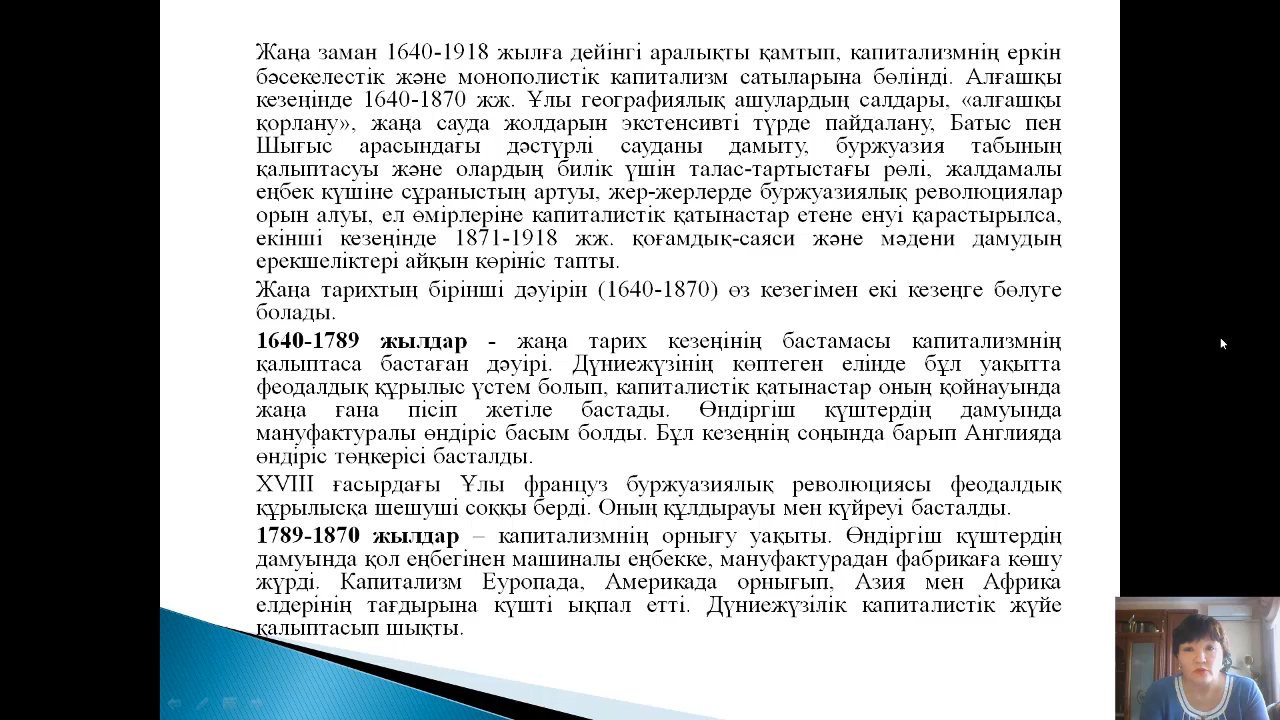 Жаңа заман 1640-1918 жылға дейінгі аралықты қамтып, капитализмнің еркін
бәсекелестік және монополистік капитализм сатыларына бөлінді. Алғашқы
кезеңінде 1640-1870 жж. Ұлы географиялық ашулардың салдары, «алғашқы
қорлану», жаңа сауда жолдарын экстенсивті түрде пайдалану, Батыс пен
Шығыс арасындағы дәстүрлі сауданы дамыту, буржуазия табының
қалыптасуы және олардың билік үшін талас-тартыстағы рөлі, жалдамалы
еңбек күшіне сұраныстың артуы, жер-жерлерде буржуазиялық революциялар
орын алуы, ел өмірлеріне капиталистік қатынастар етене енуі қарастырылса,
екінші кезеңінде 1871-1918 жж. қоғамдық-саяси және мәдени дамудың
ерекшеліктері айқын көрініс тапты.
Жаңа тарихтың бірінші дәуірін (1640-1870) өз кезегімен екі кезеңге бөлуге
болады.
1640-1789 жылдар - жаңа тарих кезеңінің бастамасы капитализмнің
қалыптаса бастаған дәуірі. Дүниежүзінің көптеген елінде бұл уақытта
феодалдық құрылыс үстем болып, капиталистік қатынастар оның қойнауында
жаңа ғана пісіп жетіле бастады. Өндіргіш күштердің дамуында
мануфактуралы өндіріс басым болды. Бұл кезеңнің соңында барып Англияда
өндіріс төңкерісі басталды.
XVIII ғасырдағы Ұлы француз буржуазиялық революциясы феодалдық
құрылысқа шешуші соққы берді. Оның құлдырауы мен күйреуі басталды.
1789-1870 жылдар – капитализмнің орнығу уақыты. Өндіргіш күштердің
дамуында қол еңбегінен машиналы еңбекке, мануфактурадан фабрикаға көшу
жүрді. Капитализм Еуропада, Америкада орнығып, Азия мен Африка
елдерінің тағдырына күшті ықпал етті. Дүниежүзілік капиталистік жүйе
қалыптасып шықты.